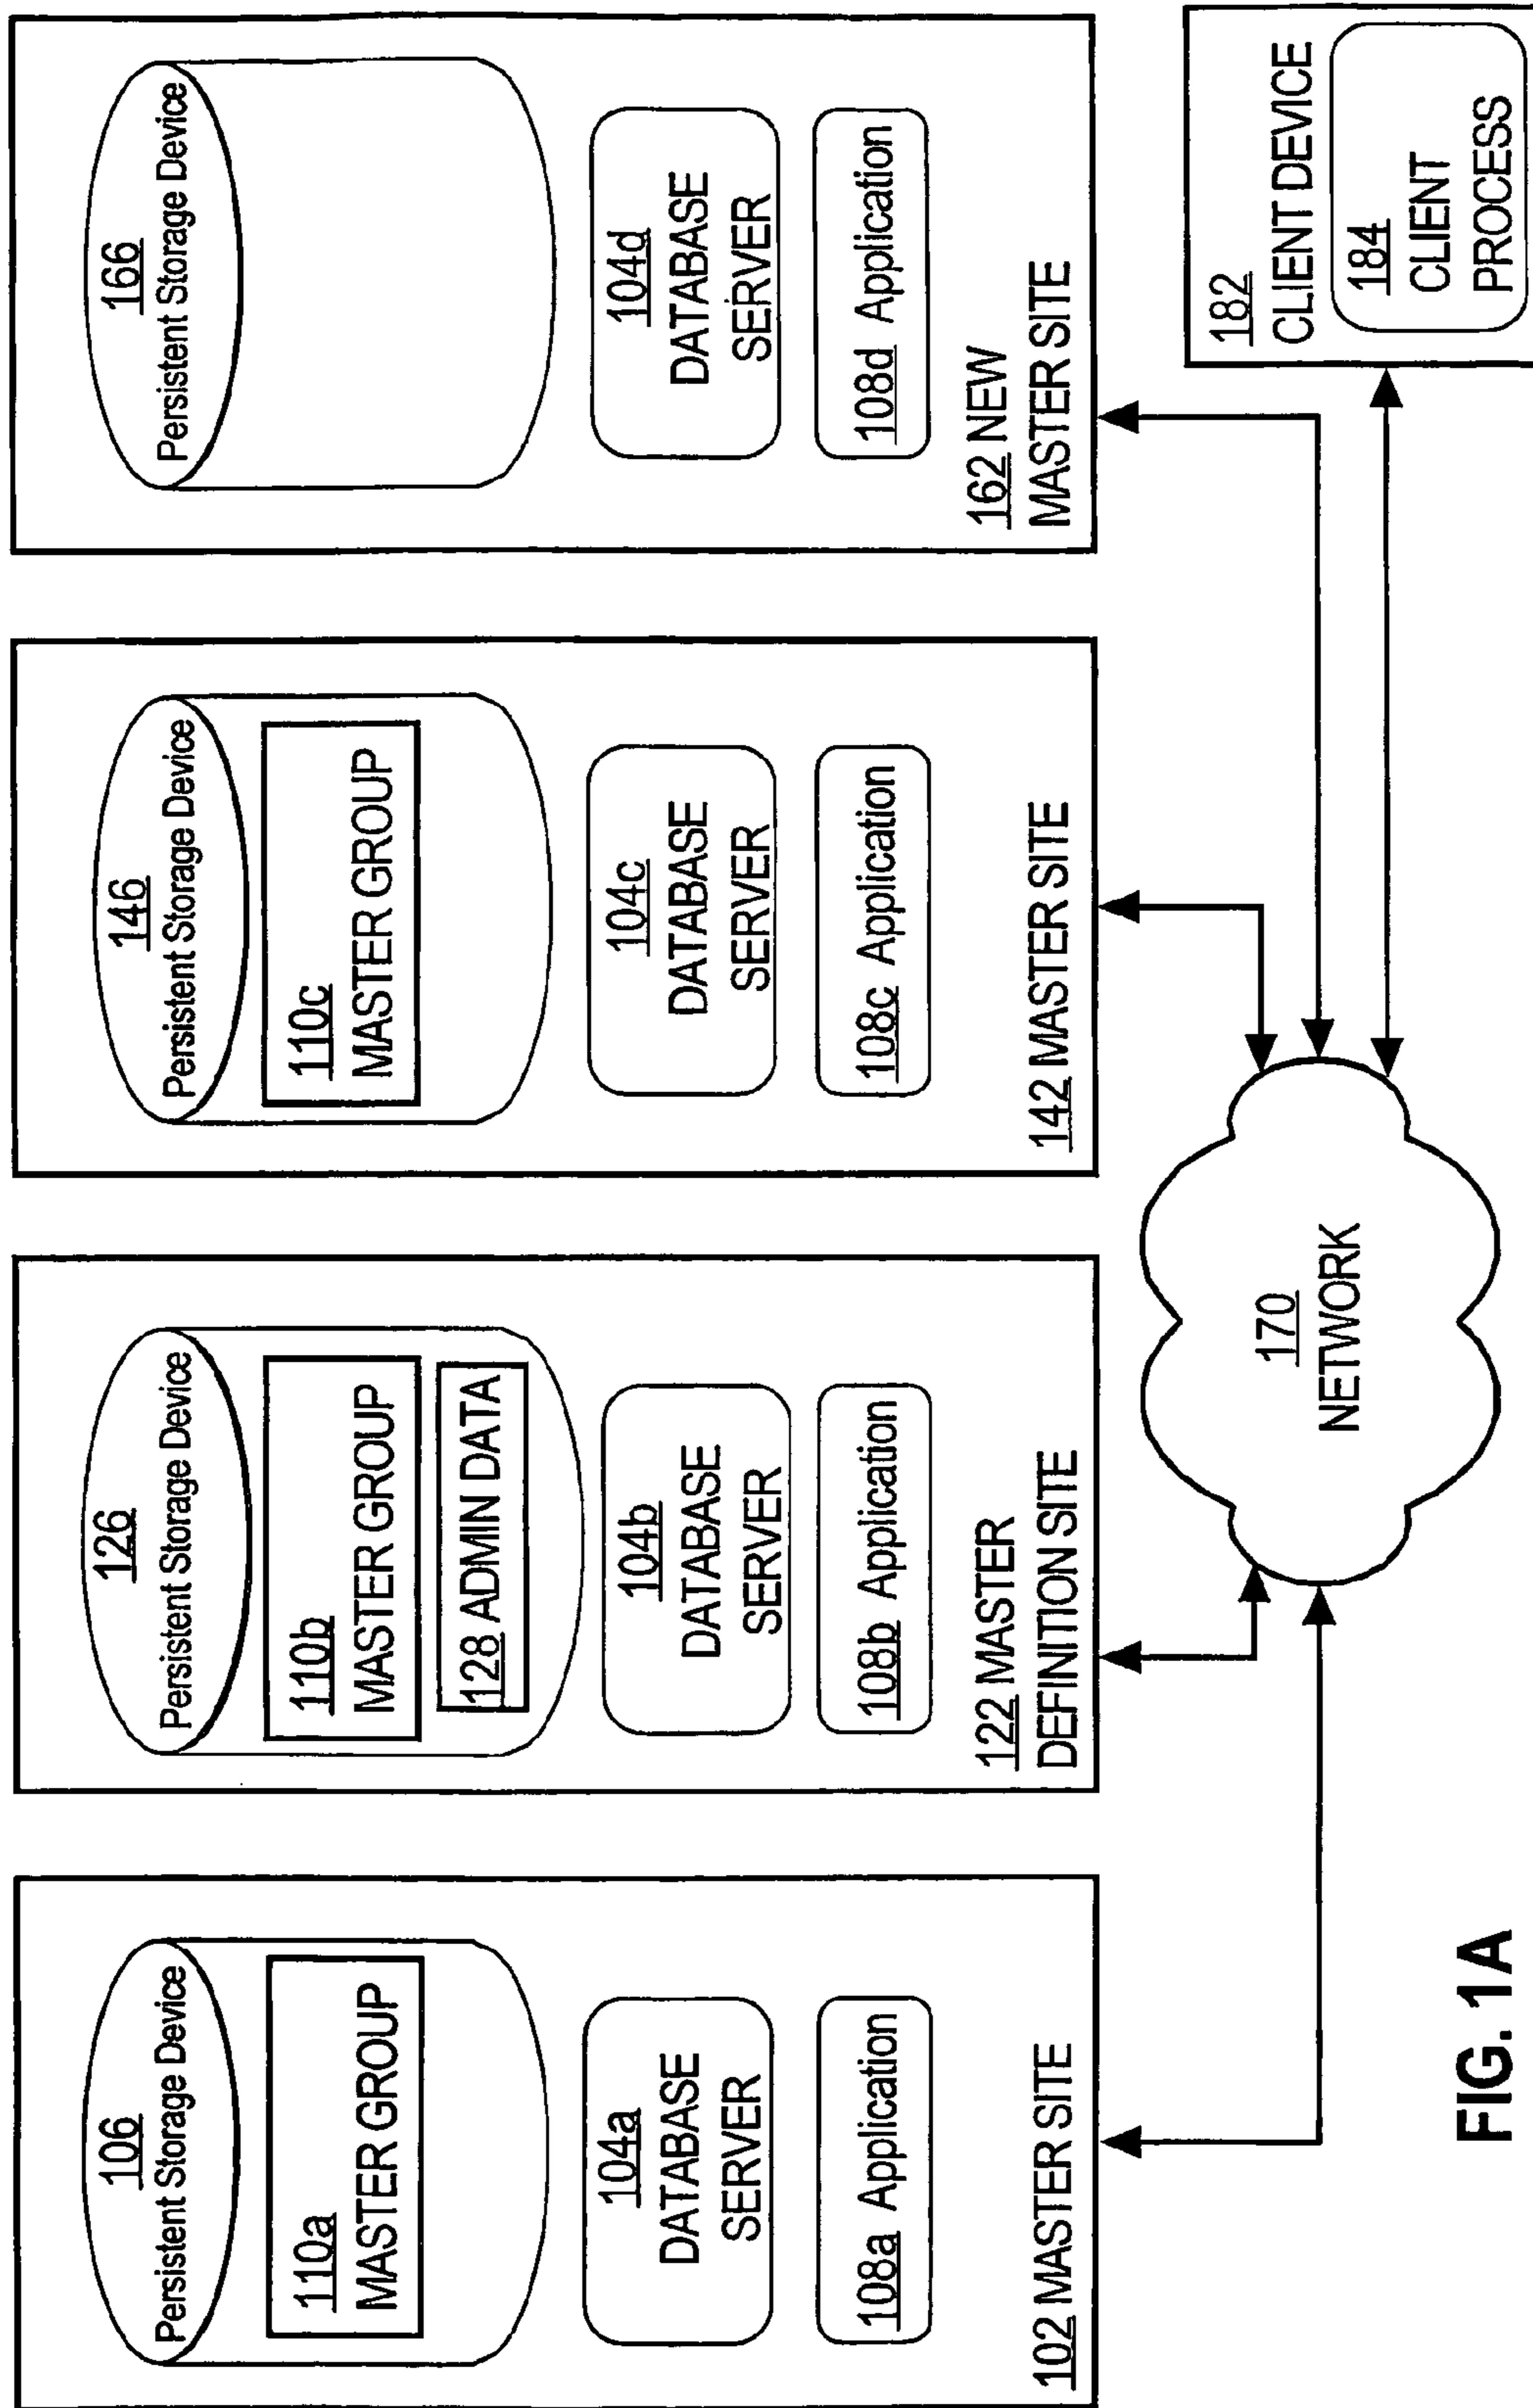 106
Persistent Storage Device
110a
MASTER GROUP
104a
DATABASE
SERVER
108a Application
102 MASTER SITE
126
Persistent Storage Device
110b
MASTER GROUP
128 ADMIN DATA
104b
DATABASE
SERVER
108b Application
122 MASTER
DEFINITION SITE
146
Persistent Storage Device
110c
MASTER GROUP
104c
DATABASE
SERVER
108c Application
142 MASTER SITE
166
Persistent Storage Device
104d
DATABASE
SERVER
108d Application
162 NEW
MASTER SITE
170
NETWORK
182
CLIENT DEVICE
184
CLIENT
PROCESS
FIG. 1A